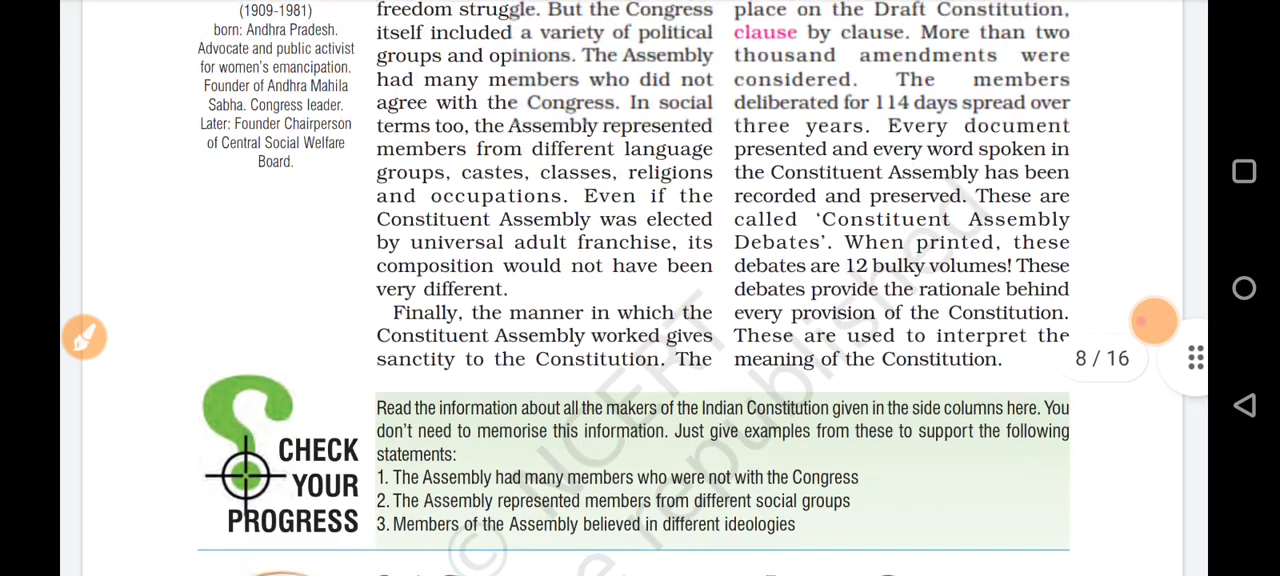 (1909-1981)
born: Andhra Pradesh.
Advocate and public activist
for women's emancipation.
Founder of Andhra Mahila
Sabha. Congress leader.
Later: Founder Chairperson
of Central Social Welfare
Board.
freedom struggle. But the Congress
itself included a variety of political
groups and opinions. The Assembly
had many members who did not
agree with the Congress. In social
terms too, the Assembly represented
members from different language
groups, castes, classes, religions
and occupations. Even if the
Constituent Assembly was elected
by universal adult franchise, its
composition would not have been
very different.
Finally, the manner in which the
Constituent Assembly worked gives
sanctity to the Constitution. The
place on the Draft Constitution,
clause by clause. More than two
thousand amendments were
considered. The members
deliberated for 114 days spread over
three years. Every document
presented and every word spoken in
the Constituent Assembly has been
recorded and preserved. These are
called 'Constituent Assembly
Debates'. When printed, these
debates are 12 bulky volumes! These
debates provide the rationale behind
every provision of the Constitution.
These are used to interpret the
meaning of the Constitution.
8 / 16
CHECK
YOUR
PROGRESS
Read the information about all the makers of the Indian Constitution given in the side columns here. You
don't need to memorise this information. Just give examples from these to support the following
statements:
1. The Assembly had many members who were not with the Congress
2. The Assembly represented members from different social groups
3. Members of the Assembly believed in different ideologies
© NCERT
be republished